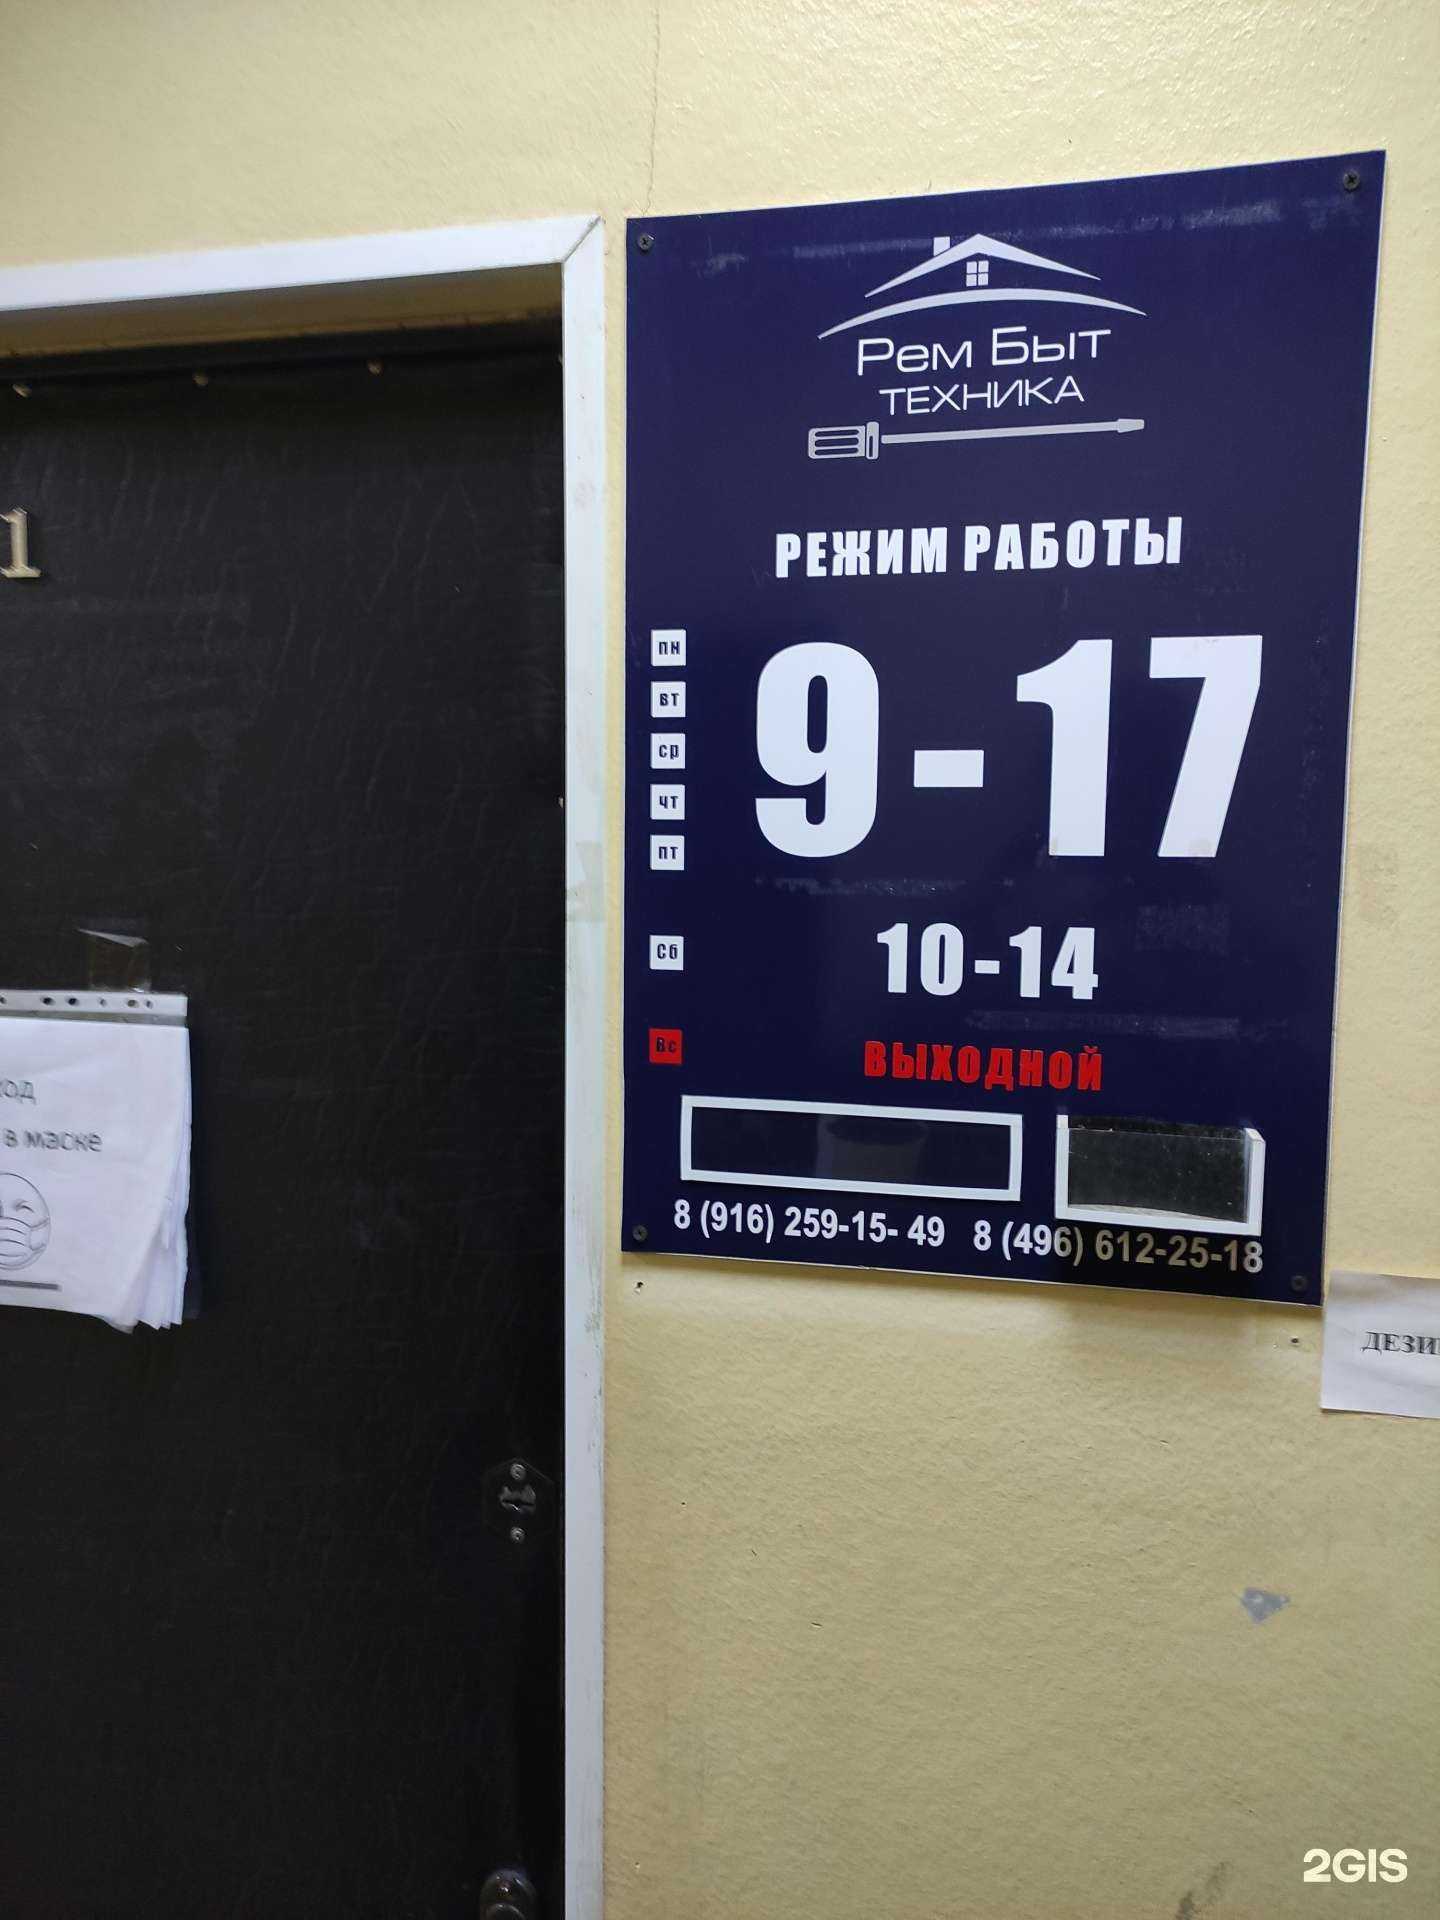 Рем Быт
ТЕХНИКА
РЕЖИМ РАБОТЫ
пн
вт
ср
чт
пт
9-17
Сб
10-14
Вс
ВЫХОДНОЙ
8 (916) 259-15- 49 8 (496) 612-25-18
1
в маске
2GIS